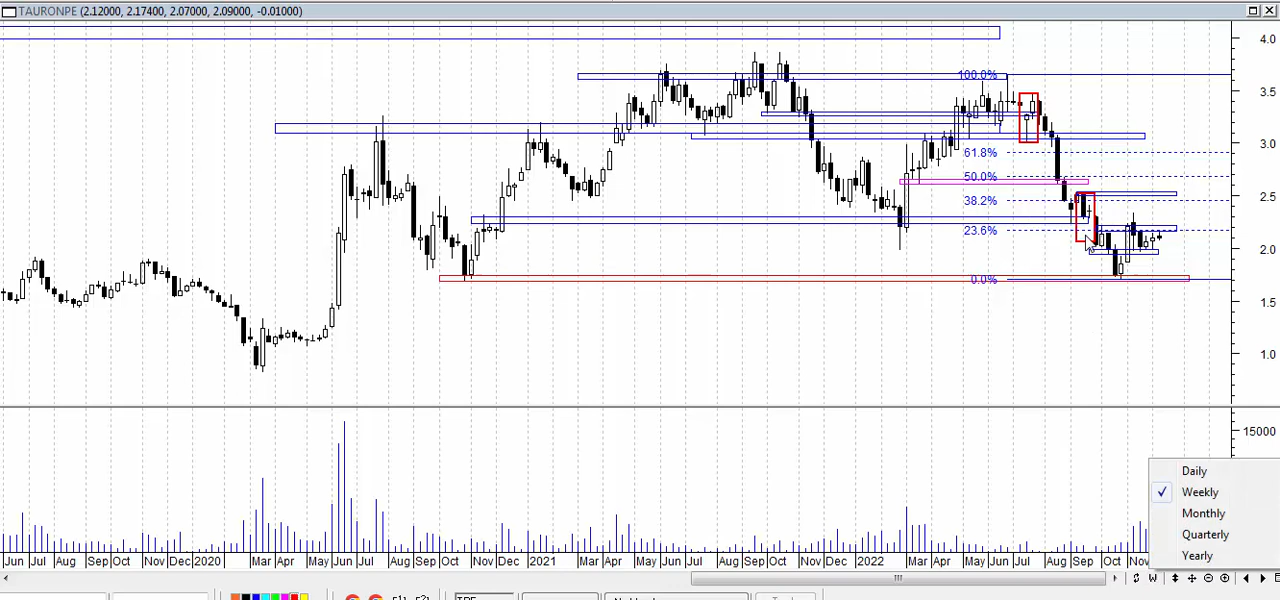 TAURONPE (2.12000, 2.17400, 2.07000, 2.09000, -0.01000)
4.0
100.0%
3.5
3.0
61.8%
50.0%
2.5
38.2%
23.6%
2.0
0.0%
1.5
1.0
15000
Daily
Weekly
Monthly
Quarterly
Yearly
Jun Jul Aug Sep Oct Nov Dec 2020 Mar Apr May Jun Jul Aug Sep Oct Nov Dec 2021 Mar Apr May Jun Jul Aug Sep Oct Nov Dec 2022 Mar Apr May Jun Jul Aug Sep Oct Nov
W